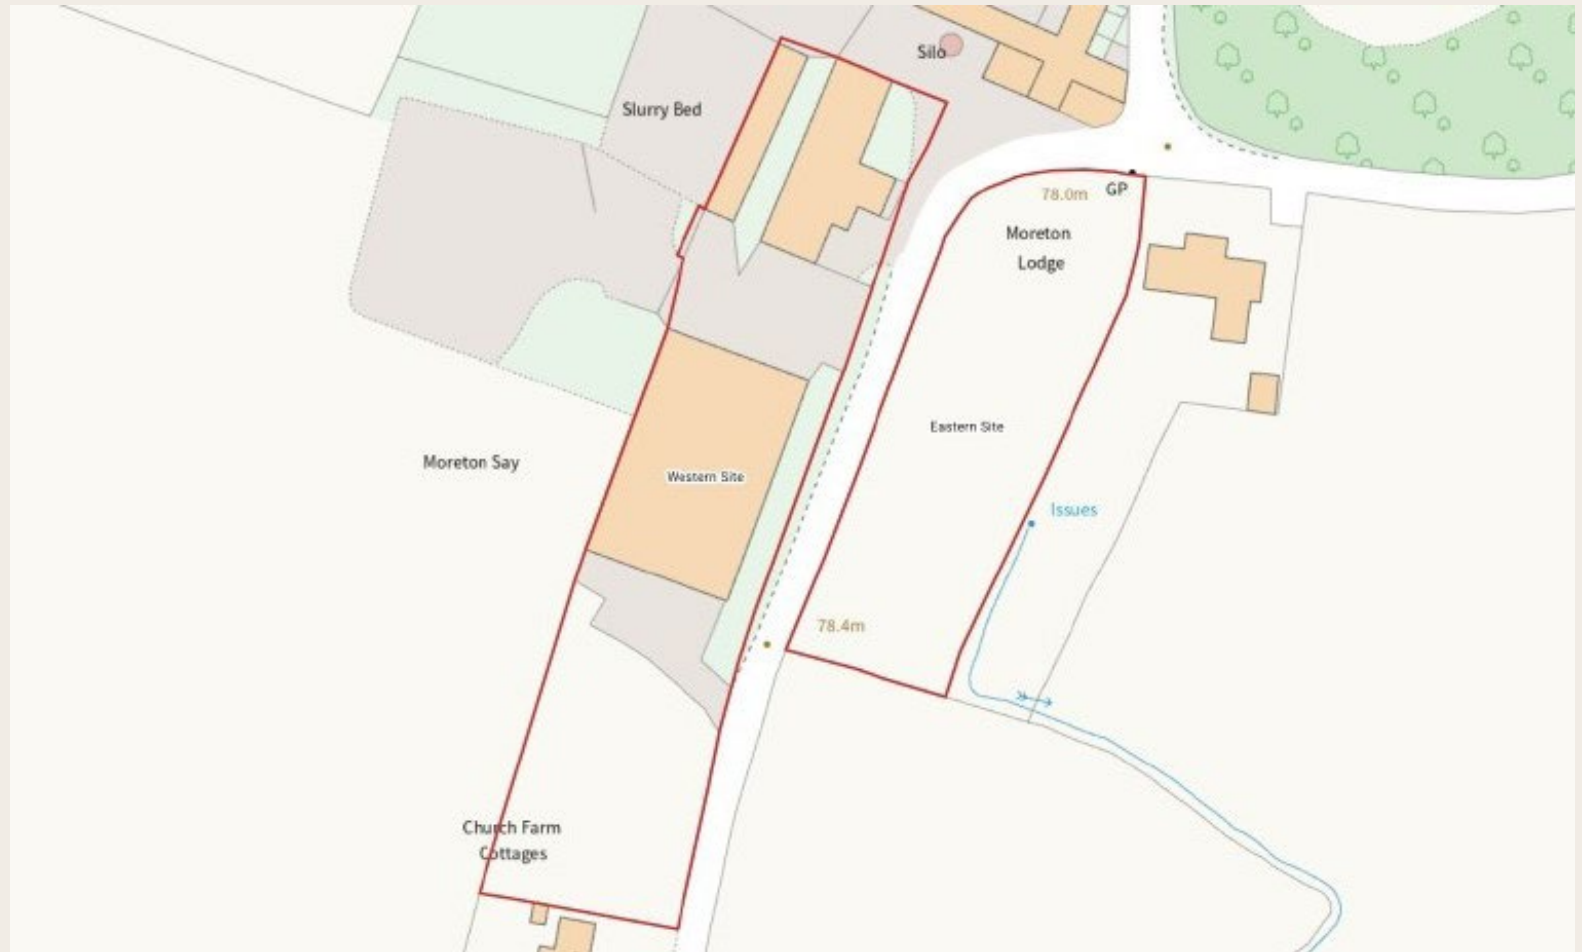 Silo
Slurry Bed
GP
78.0m
Moreton
Lodge
Eastern Site
Moreton Say
Western Site
Issues
78.4m
Church Farm
Cottages